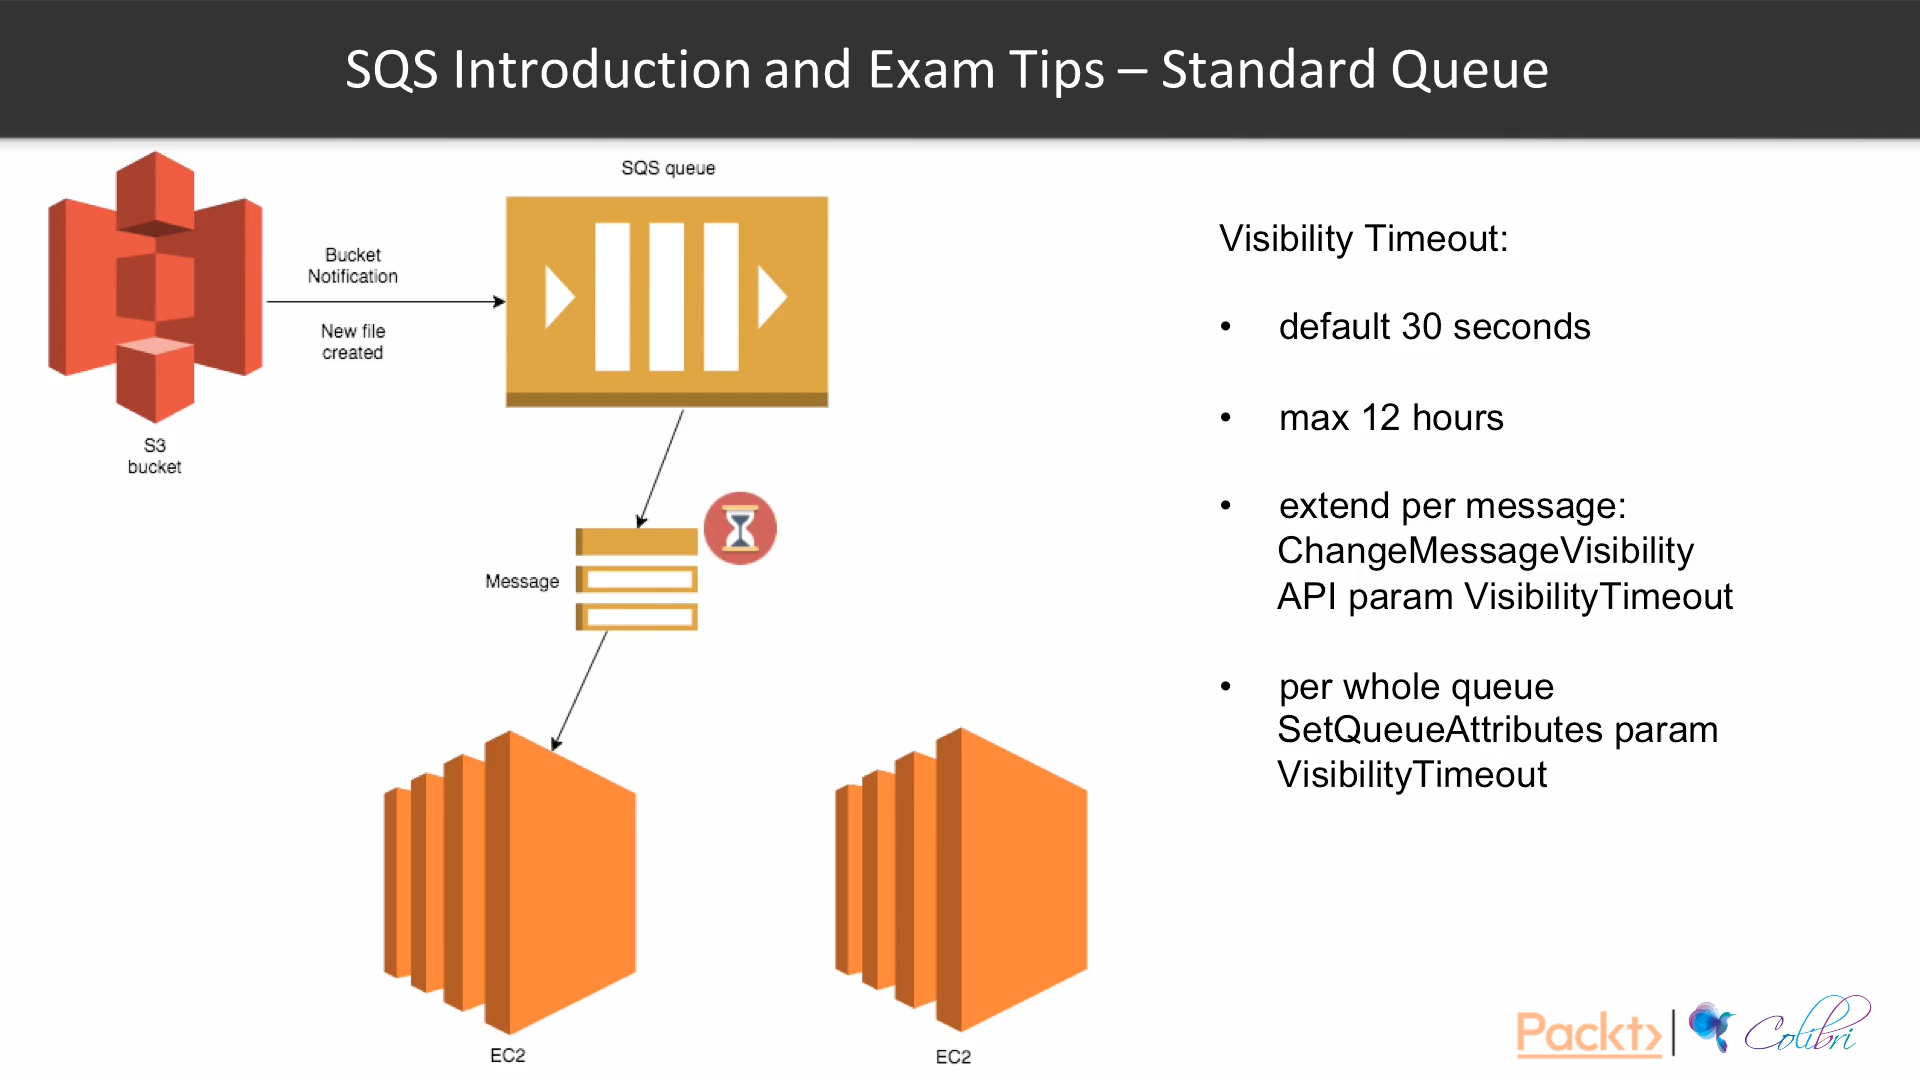 SQS Introduction and Exam Tips – Standard Queue
SQS queue
Bucket
Notification
New file
created
S3
bucket
Message
EC2
EC2
Visibility Timeout:
• default 30 seconds
• max 12 hours
• extend per message:
ChangeMessageVisibility
API param VisibilityTimeout
• per whole queue
SetQueueAttributes param
VisibilityTimeout
Packt> | Colibri